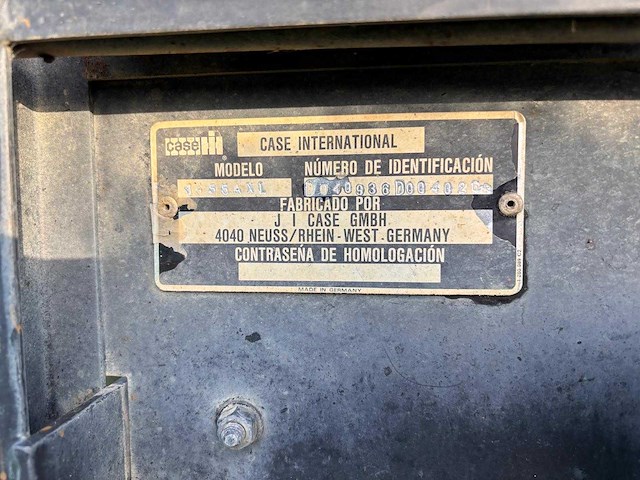 CASE IH CASE INTERNATIONAL
MODELO NÚMERO DE IDENTIFICACIÓN
FABRICADO POR
J I CASE GMBH
4040 NEUSS/RHEIN-WEST-GERMANY
CONTRASEÑA DE HOMOLOGACIÓN
MADE IN GERMANY